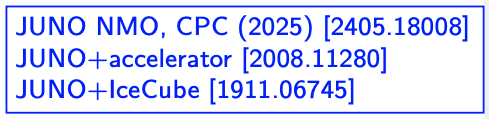 JUNO NMO, CPC (2025) [2405.18008]
JUNO+accelerator [2008.11280]
JUNO+IceCube [1911.06745]